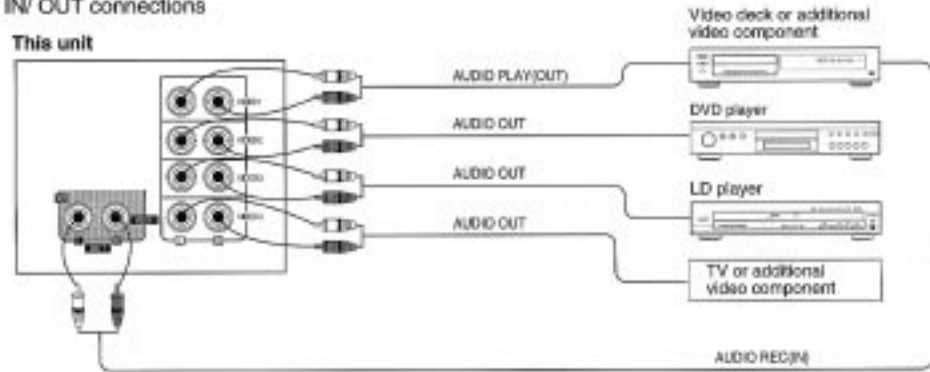 IN/ OUT connections
This unit
Video deck or additional
video component
AUDIO PLAY(OUT)
DVD player
AUDIO OUT
AUDIO OUT
LD player
AUDIO OUT
TV or additional
video component
AUDIO REC(IN)